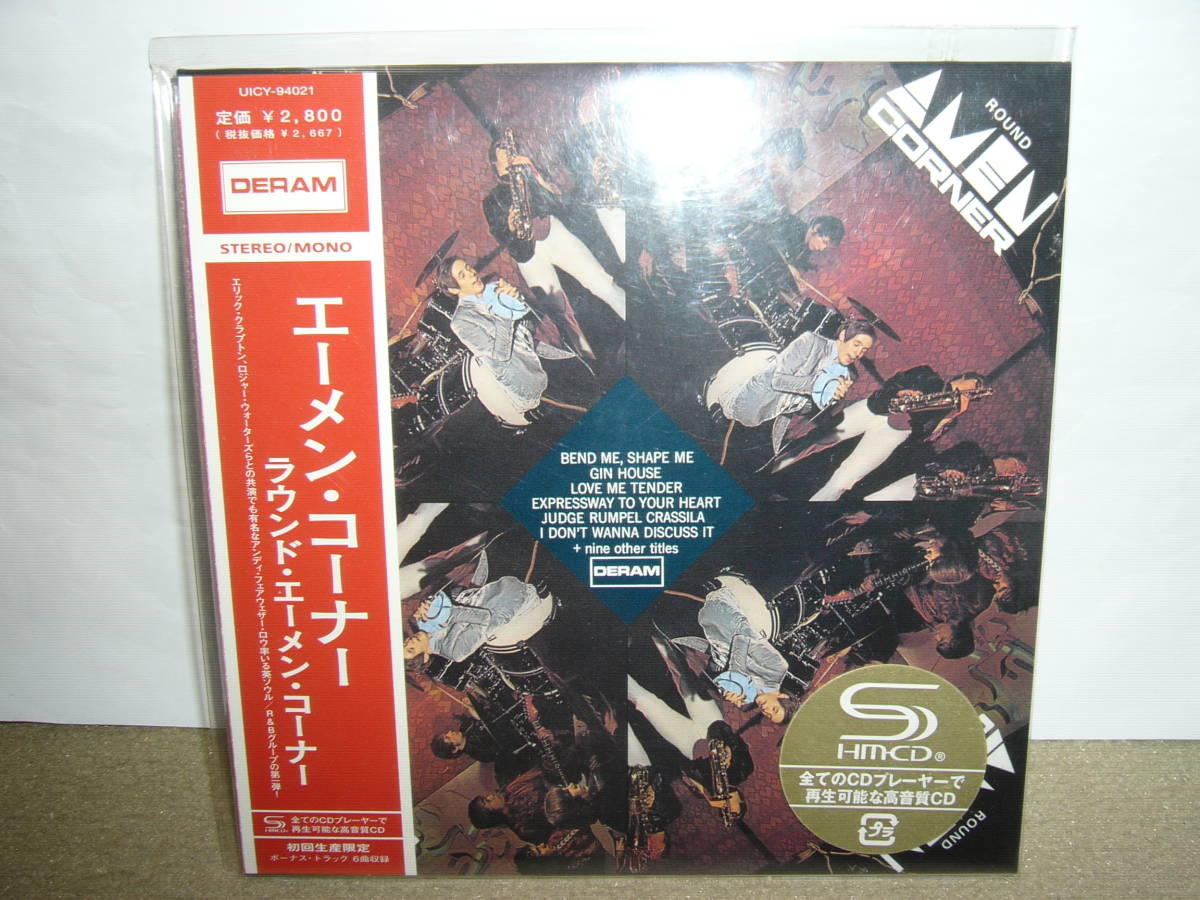 UICY-94021
定価 ¥2,800
(税抜価格 ¥2,667)
DERAM
STEREO/MONO
エーメン・コーナー
ラウンド・エーメン・コーナー
エリック・クラプトン、ロジャー・ウォーターズらとの共演でも有名なアンディ・フェアウェザー・ロウ率いる英ソウル/R&Bグループの第一弾!
SHM-CD
全てのCDプレーヤーで
再生可能な高音質CD
初回生産限定
ボーナス・トラック 6曲収録
ROUND
AMEN
CORNER
BEND ME, SHAPE ME
GIN HOUSE
LOVE ME TENDER
EXPRESSWAY TO YOUR HEART
JUDGE RUMPEL CRASSILA
I DON'T WANNA DISCUSS IT
+ nine other titles
DERAM
SHM-CD®
全てのCDプレーヤーで
再生可能な高音質CD
プラ
ROUND